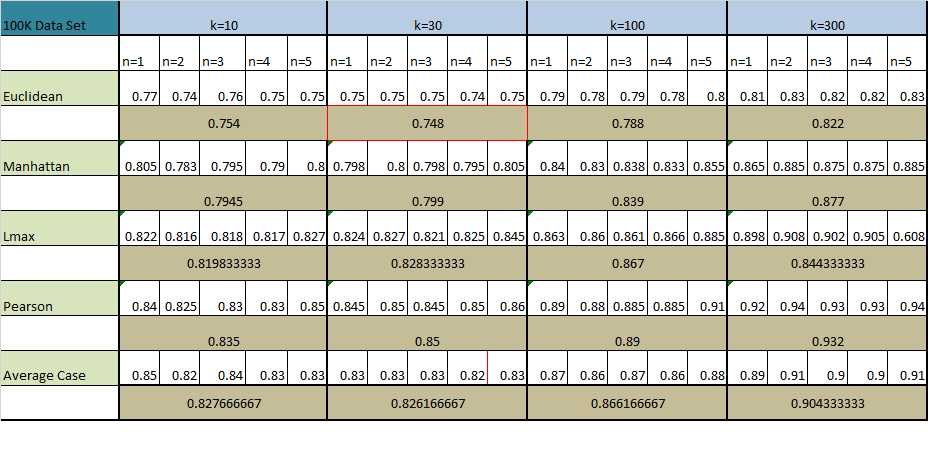 100K Data Set k=10 k=30 k=100 k=300
n=1 n=2 n=3 n=4 n=5 n=1 n=2 n=3 n=4 n=5 n=1 n=2 n=3 n=4 n=5 n=1 n=2 n=3 n=4 n=5
Euclidean 0.77 0.74 0.76 0.75 0.75 0.75 0.75 0.75 0.74 0.75 0.79 0.78 0.79 0.78 0.8 0.81 0.83 0.82 0.82 0.83
0.754 0.748 0.788 0.822
Manhattan 0.805 0.783 0.795 0.79 0.8 0.798 0.8 0.798 0.795 0.805 0.84 0.83 0.838 0.833 0.855 0.865 0.885 0.875 0.875 0.885
0.7945 0.799 0.839 0.877
Lmax 0.822 0.816 0.818 0.817 0.827 0.824 0.827 0.821 0.825 0.845 0.863 0.86 0.861 0.866 0.885 0.898 0.908 0.902 0.905 0.608
0.819833333 0.828333333 0.867 0.844333333
Pearson 0.84 0.825 0.83 0.83 0.85 0.845 0.85 0.845 0.85 0.86 0.89 0.88 0.885 0.885 0.91 0.92 0.94 0.93 0.93 0.94
0.835 0.85 0.89 0.932
Average Case 0.85 0.82 0.84 0.83 0.83 0.83 0.83 0.83 0.82 0.83 0.87 0.86 0.87 0.86 0.88 0.89 0.91 0.9 0.9 0.91
0.827666667 0.826166667 0.866166667 0.904333333